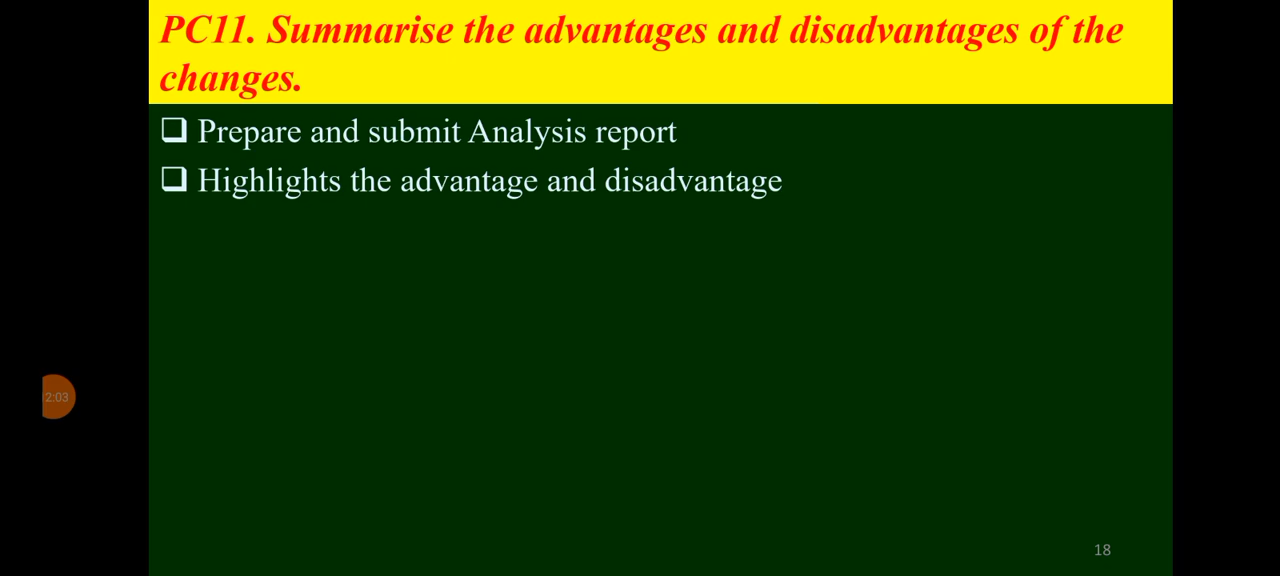 PC11. Summarise the advantages and disadvantages of the
changes.
❑ Prepare and submit Analysis report
❑ Highlights the advantage and disadvantage
2:03
18